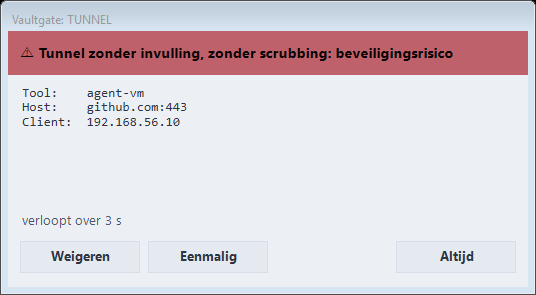 Vaultgate: TUNNEL
⚠ Tunnel zonder invulling, zonder scrubbing: beveiligingsrisico
Tool: agent-vm
Host: github.com:443
Client: 192.168.56.10
verloopt over 3 s
Weigeren Eenmalig Altijd